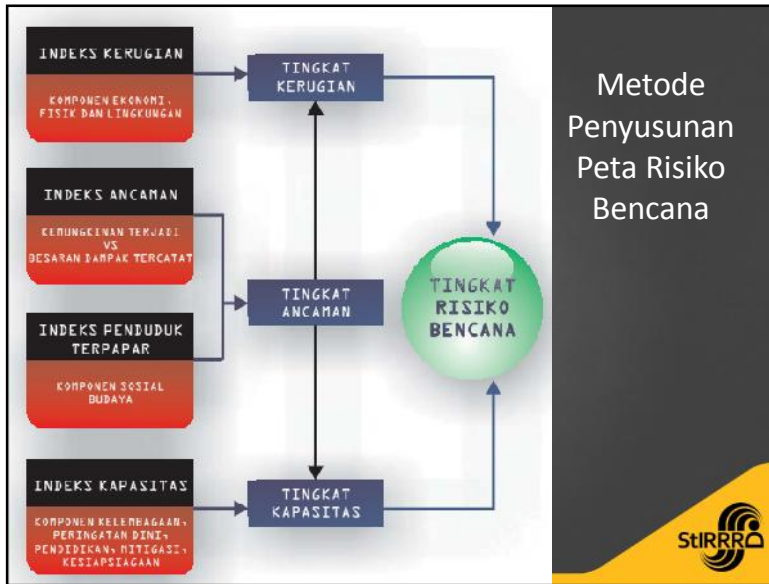 INDEKS KERUGIAN
KOMPONEN EKONOMI,
FISIK DAN LINGKUNGAN
TINGKAT
KERUGIAN
INDEKS ANCAMAN
KEMUNGKINAN TERJADI
VS
BESARAN DAMPAK TERCATAT
TINGKAT
ANCAMAN
INDEKS PENDUDUK
TERPAPAR
KOMPONEN SOSIAL
BUDAYA
INDEKS KAPASITAS
KOMPONEN KELEMBAGAAN,
PERINGATAN DINI,
PENDIDIKAN, MITIGASI,
KESIAPSIAGAAN
TINGKAT
KAPASITAS
TINGKAT
RISIKO
BENCANA
Metode
Penyusunan
Peta Risiko
Bencana
StIRRRD